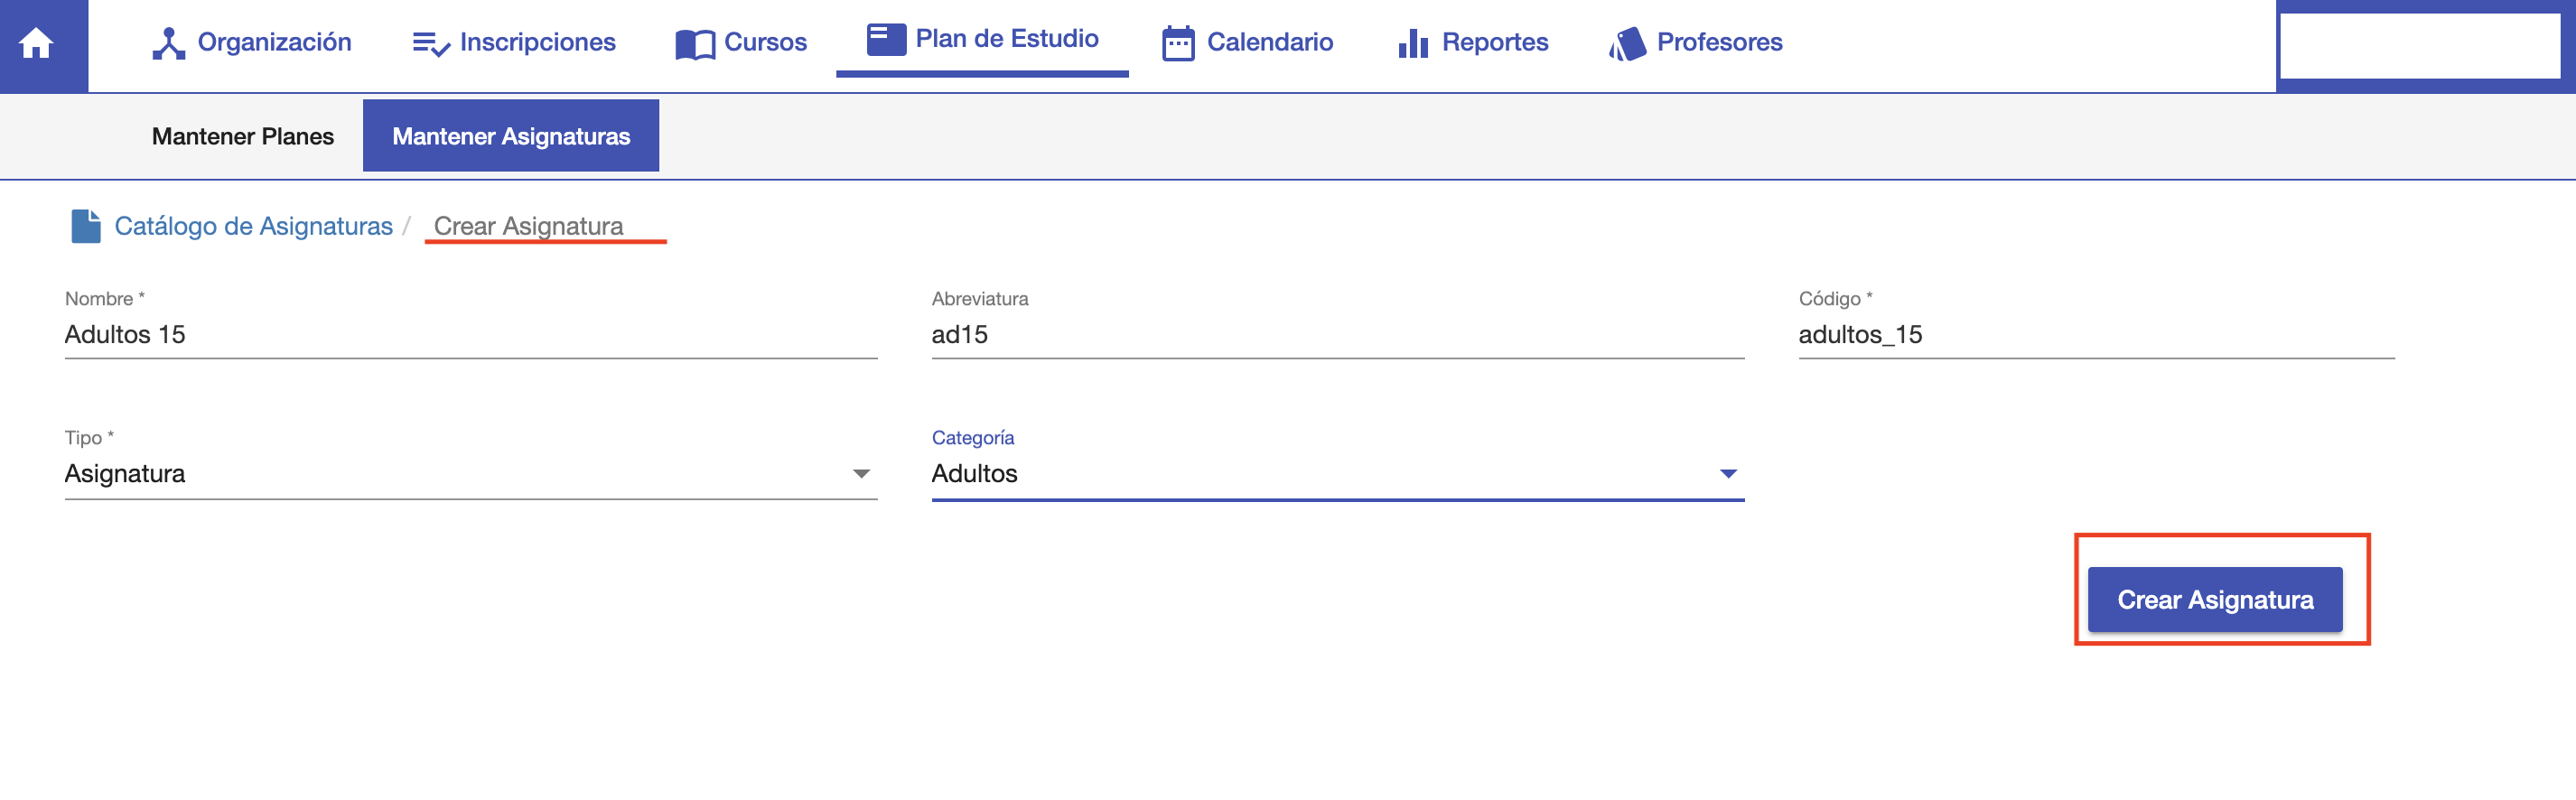 Organización Inscripciones Cursos Plan de Estudio Calendario Reportes Profesores
Mantener Planes Mantener Asignaturas
Catálogo de Asignaturas / Crear Asignatura
Nombre * Abreviatura Código *
Adultos 15 ad15 adultos_15
Tipo * Categoría
Asignatura Adultos
Crear Asignatura